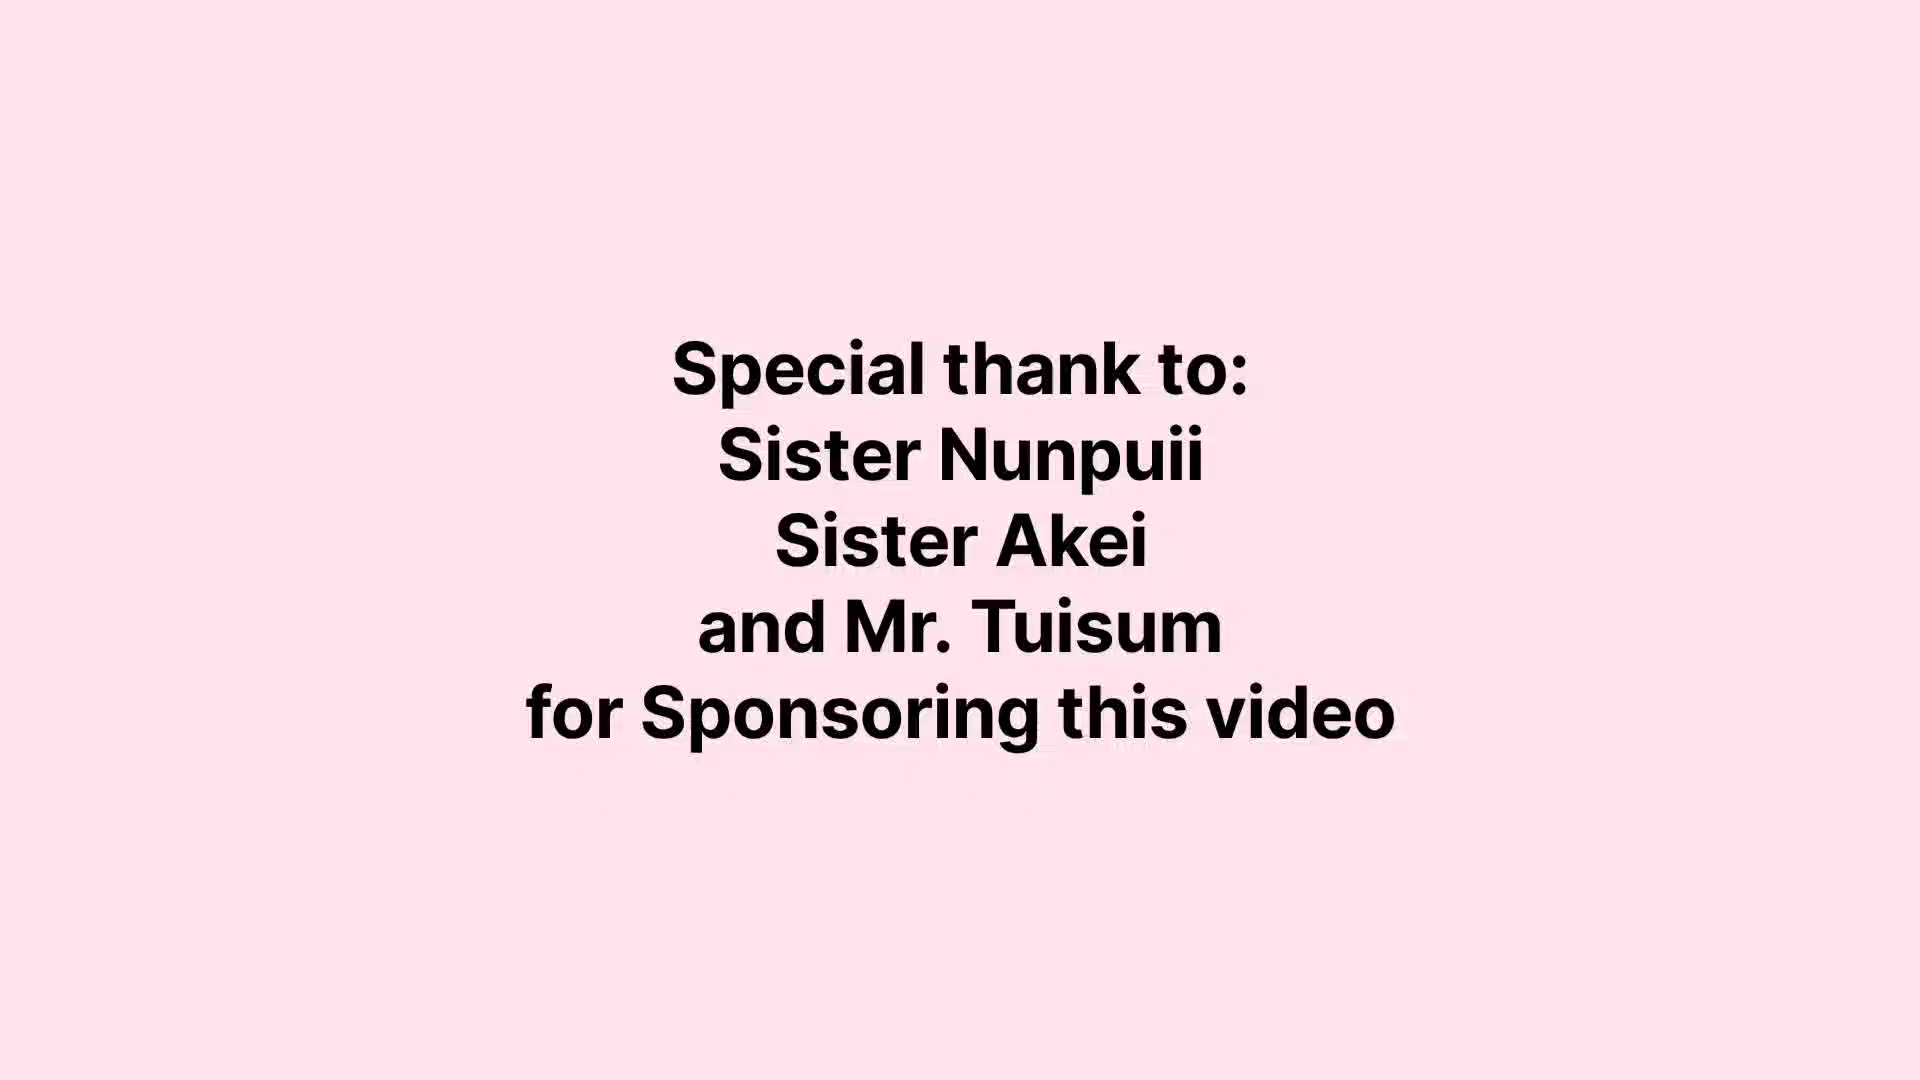 Special thank to:
Sister Nunpuii
Sister Akei
and Mr. Tuisum
for Sponsoring this video